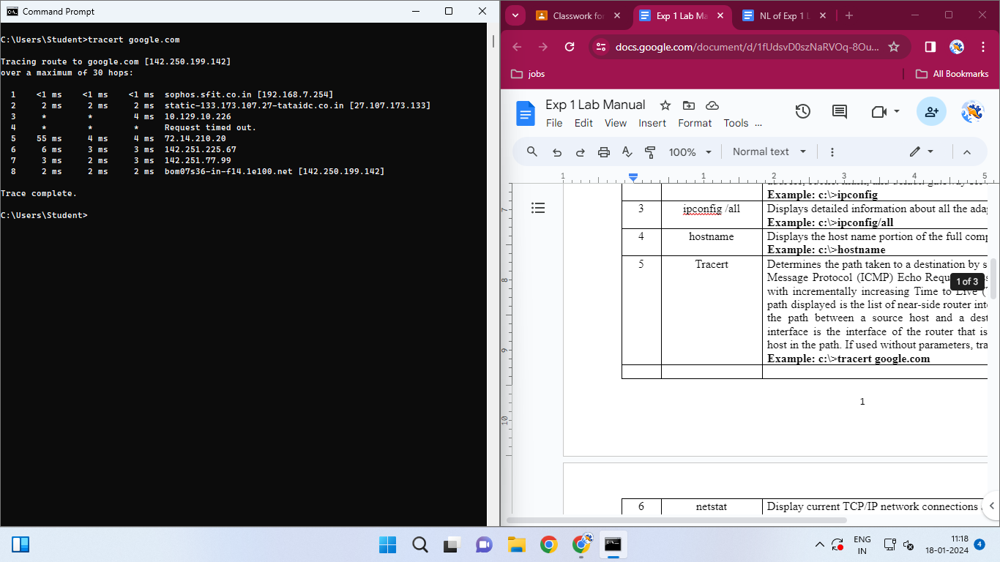 Command Prompt
C:\Users\Student>tracert google.com
Tracing route to google.com [142.250.199.142]
over a maximum of 30 hops:
1 <1 ms <1 ms <1 ms sophos.sfit.co.in [192.168.7.254]
2 2 ms 2 ms 2 ms static-133.173.107.27-tataidc.co.in [27.107.173.133]
3 * * 4 ms 10.129.10.226
4 * * * Request timed out.
5 55 ms 4 ms 4 ms 72.14.210.20
6 6 ms 3 ms 3 ms 142.251.225.67
7 3 ms 2 ms 3 ms 142.251.77.99
8 2 ms 2 ms 2 ms bom07s36-in-f14.1e100.net [142.250.199.142]
Trace complete.
C:\Users\Student>
Classwork for
Exp 1 Lab Ma
NL of Exp 1 L
docs.google.com/document/d/1fUdsvD0szNaRVOq-8Ou...
jobs
All Bookmarks
Exp 1 Lab Manual
File Edit View Insert Format Tools ...
100% Normal text
1 1 2 3 4 5
Example: c:\>ipconfig
3 ipconfig /all Displays detailed information about all the ada
Example: c:\>ipconfig/all
4 hostname Displays the host name portion of the full comp
Example: c:\>hostname
5 Tracert Determines the path taken to a destination by s
Message Protocol (ICMP) Echo Requ
1 of 3
with incrementally increasing Time to Live (
path displayed is the list of near-side router int
the path between a source host and a dest
interface is the interface of the router that is
host in the path. If used without parameters, tra
Example: c:\>tracert google.com
1
6 netstat Display current TCP/IP network connections
7
8
9
10
ENG
IN
11:18
18-01-2024
4